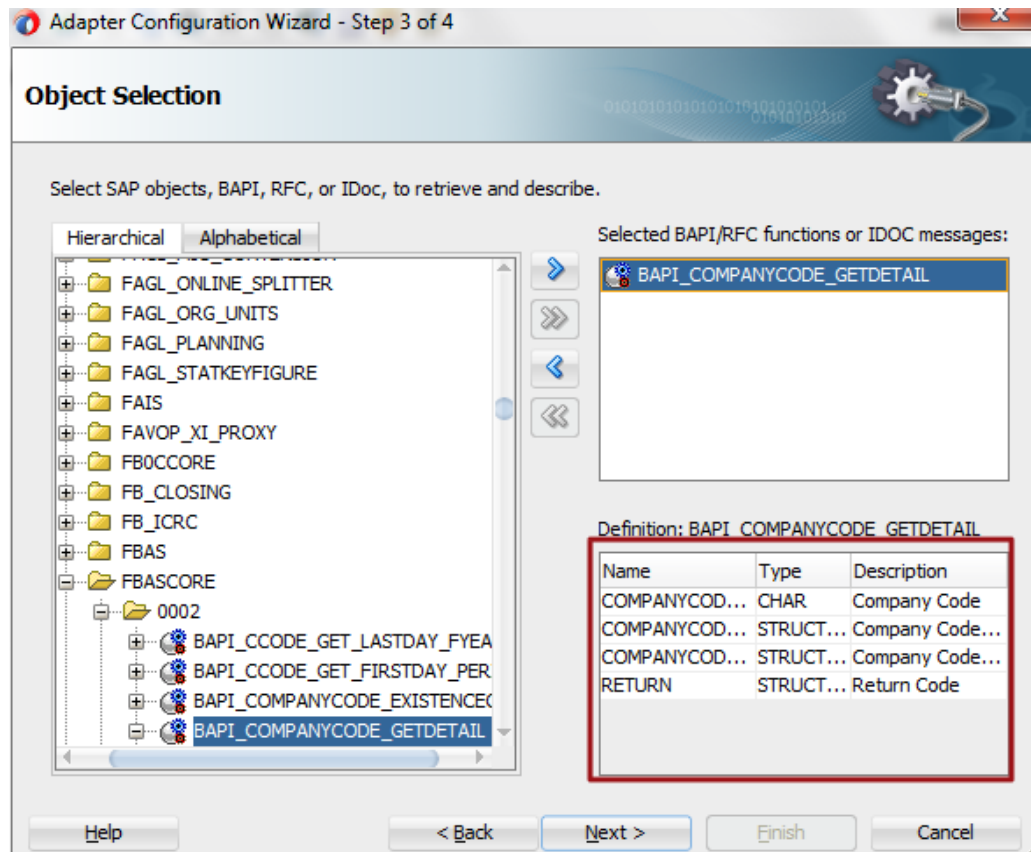 Adapter Configuration Wizard - Step 3 of 4
Object Selection
Select SAP objects, BAPI, RFC, or IDoc, to retrieve and describe.
Hierarchical Alphabetical
FAGL_ONLINE_SPLITTER
FAGL_ORG_UNITS
FAGL_PLANNING
FAGL_STATKEYFIGURE
FAIS
FAVOP_XI_PROXY
FB0CCORE
FB_CLOSING
FB_ICRC
FBAS
FBASCORE
0002
BAPI_CCODE_GET_LASTDAY_FYEA
BAPI_CCODE_GET_FIRSTDAY_PER
BAPI_COMPANYCODE_EXISTENCEC
BAPI_COMPANYCODE_GETDETAIL
Selected BAPI/RFC functions or IDOC messages:
BAPI_COMPANYCODE_GETDETAIL
Definition: BAPI_COMPANYCODE_GETDETAIL
Name Type Description
COMPANYCOD... CHAR Company Code
COMPANYCOD... STRUCT... Company Code...
COMPANYCOD... STRUCT... Company Code...
RETURN STRUCT... Return Code
Help < Back Next > Finish Cancel